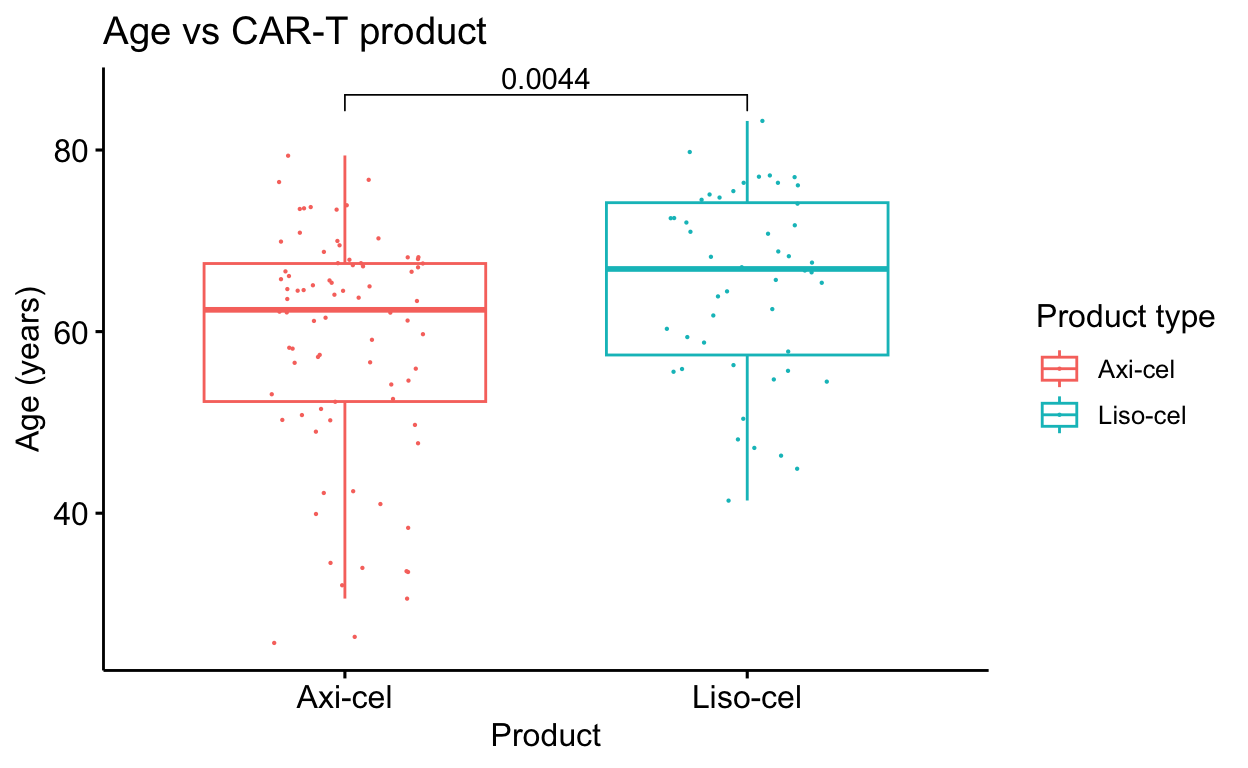 Age vs CAR-T product
0.0044
80
60
40
Age (years)
Axi-cel
Liso-cel
Product
Product type
Axi-cel
Liso-cel